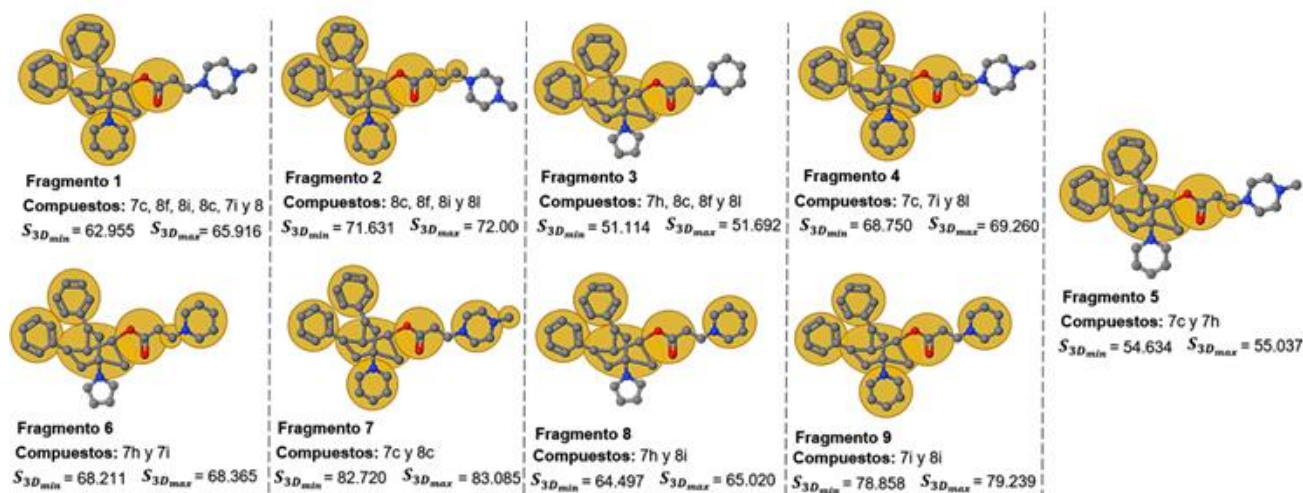 Fragmento 1
Compuestos: 7c, 8f, 8i, 8c, 7i y 8
S3Dmin = 62.955 S3Dmax = 65.916
Fragmento 2
Compuestos: 8c, 8f, 8i y 8l
S3Dmin = 71.631 S3Dmax = 72.00
Fragmento 3
Compuestos: 7h, 8c, 8f y 8l
S3Dmin = 51.114 S3Dmax = 51.692
Fragmento 4
Compuestos: 7c, 7i y 8l
S3Dmin = 68.750 S3Dmax = 69.260
Fragmento 5
Compuestos: 7c y 7h
S3Dmin = 54.634 S3Dmax = 55.037
Fragmento 6
Compuestos: 7h y 7i
S3Dmin = 68.211 S3Dmax = 68.365
Fragmento 7
Compuestos: 7c y 8c
S3Dmin = 82.720 S3Dmax = 83.085
Fragmento 8
Compuestos: 7h y 8i
S3Dmin = 64.497 S3Dmax = 65.020
Fragmento 9
Compuestos: 7i y 8i
S3Dmin = 78.858 S3Dmax = 79.239